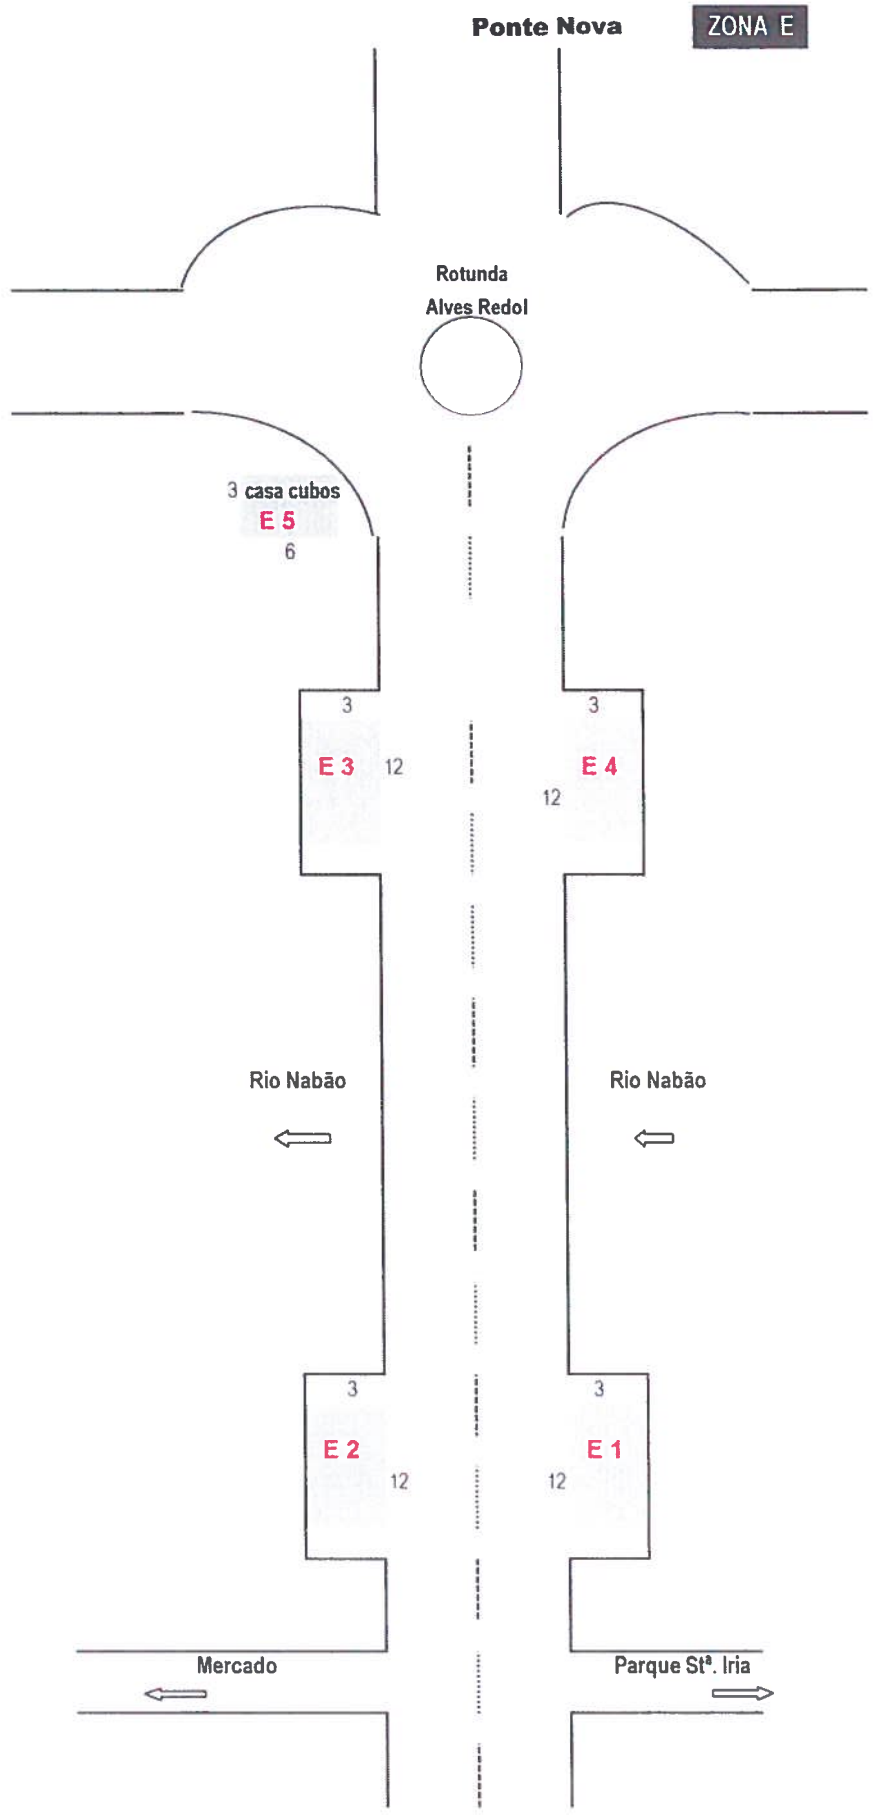 Ponte Nova
ZONA E
Rotunda
Alves Redol
3 casa cubos
E 5
6
3
3
E 3
12
E 4
12
Rio Nabão
Rio Nabão
3
3
E 2
E 1
12
12
Mercado
Parque Stª. Iria